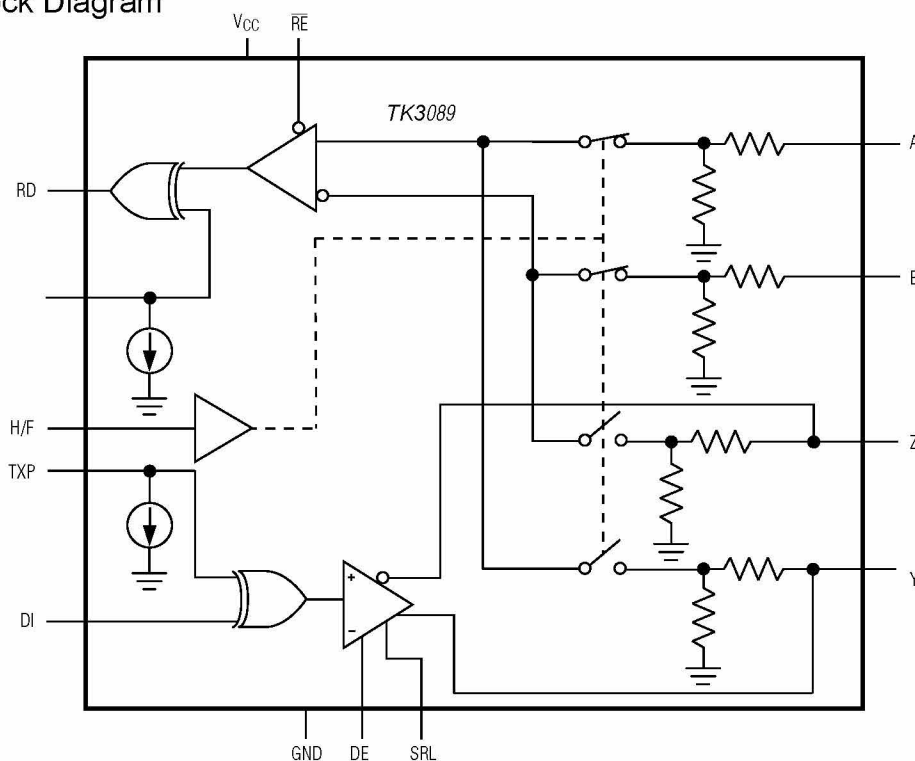 ck Diagram
VCC
RE
TK3089
RD
A
H/F
TXP
Z
Y
DI
+
−
GND
DE
SRL